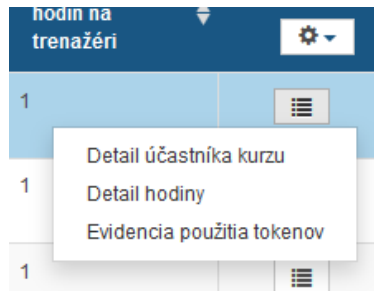 hodín na
trenažéri
1
Detail účastníka kurzu
1
Detail hodiny
Evidencia použitia tokenov
1